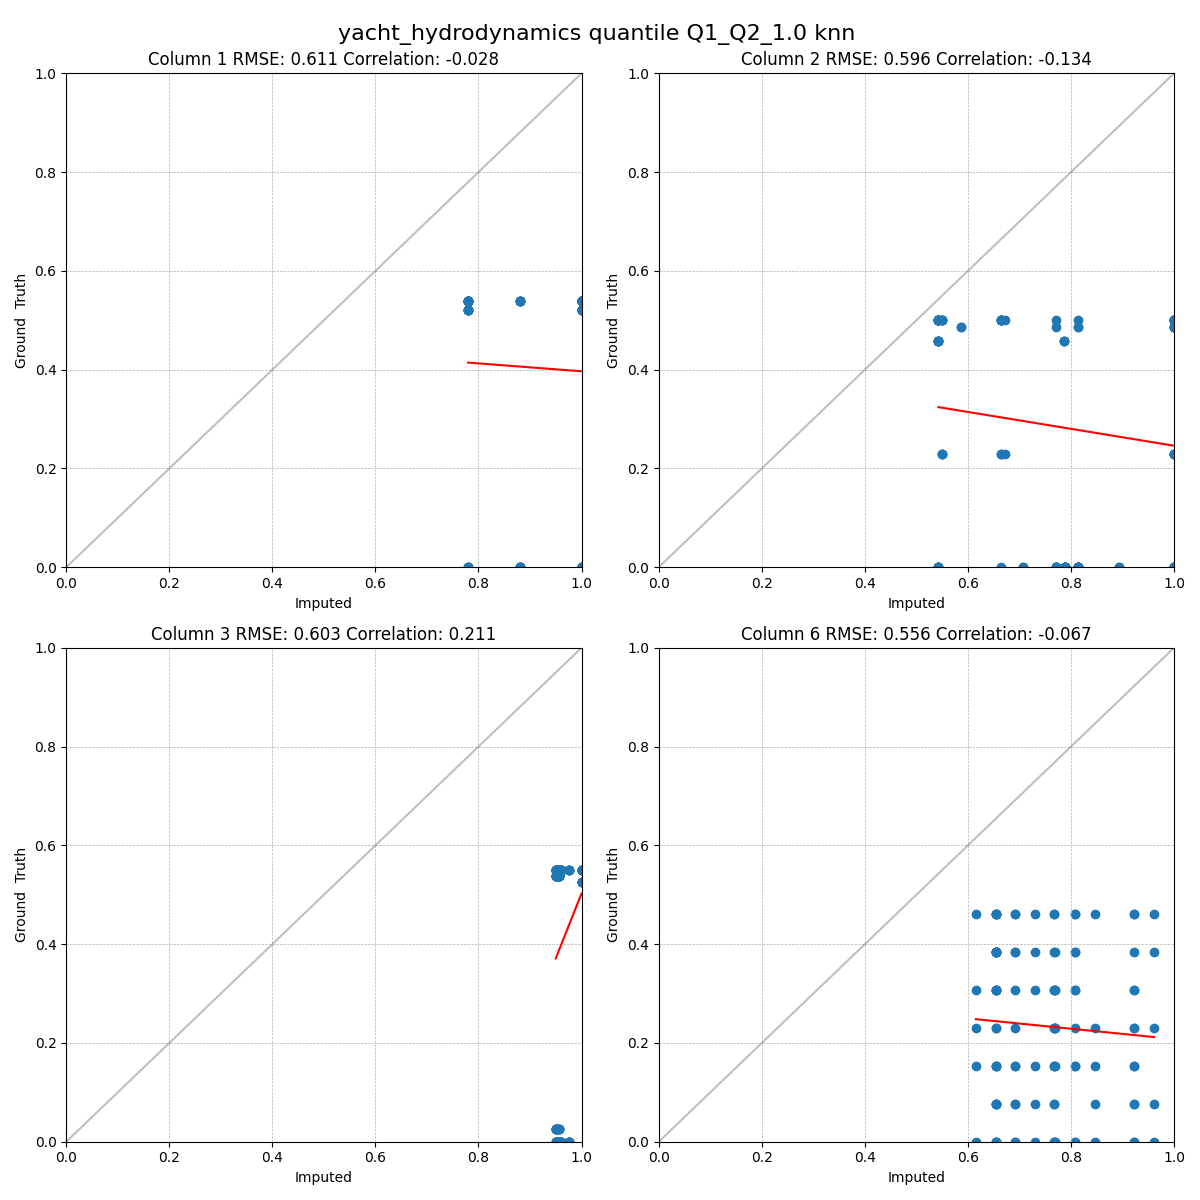 yacht_hydrodynamics quantile Q1_Q2_1.0 knn
Column 1 RMSE: 0.611 Correlation: -0.028
1.0
0.8
0.6
0.4
0.2
0.0
Ground Truth
0.0 0.2 0.4 0.6 0.8 1.0
Imputed
Column 2 RMSE: 0.596 Correlation: -0.134
1.0
0.8
0.6
0.4
0.2
0.0
Ground Truth
0.0 0.2 0.4 0.6 0.8 1.0
Imputed
Column 3 RMSE: 0.603 Correlation: 0.211
1.0
0.8
0.6
0.4
0.2
0.0
Ground Truth
0.0 0.2 0.4 0.6 0.8 1.0
Imputed
Column 6 RMSE: 0.556 Correlation: -0.067
1.0
0.8
0.6
0.4
0.2
0.0
Ground Truth
0.0 0.2 0.4 0.6 0.8 1.0
Imputed